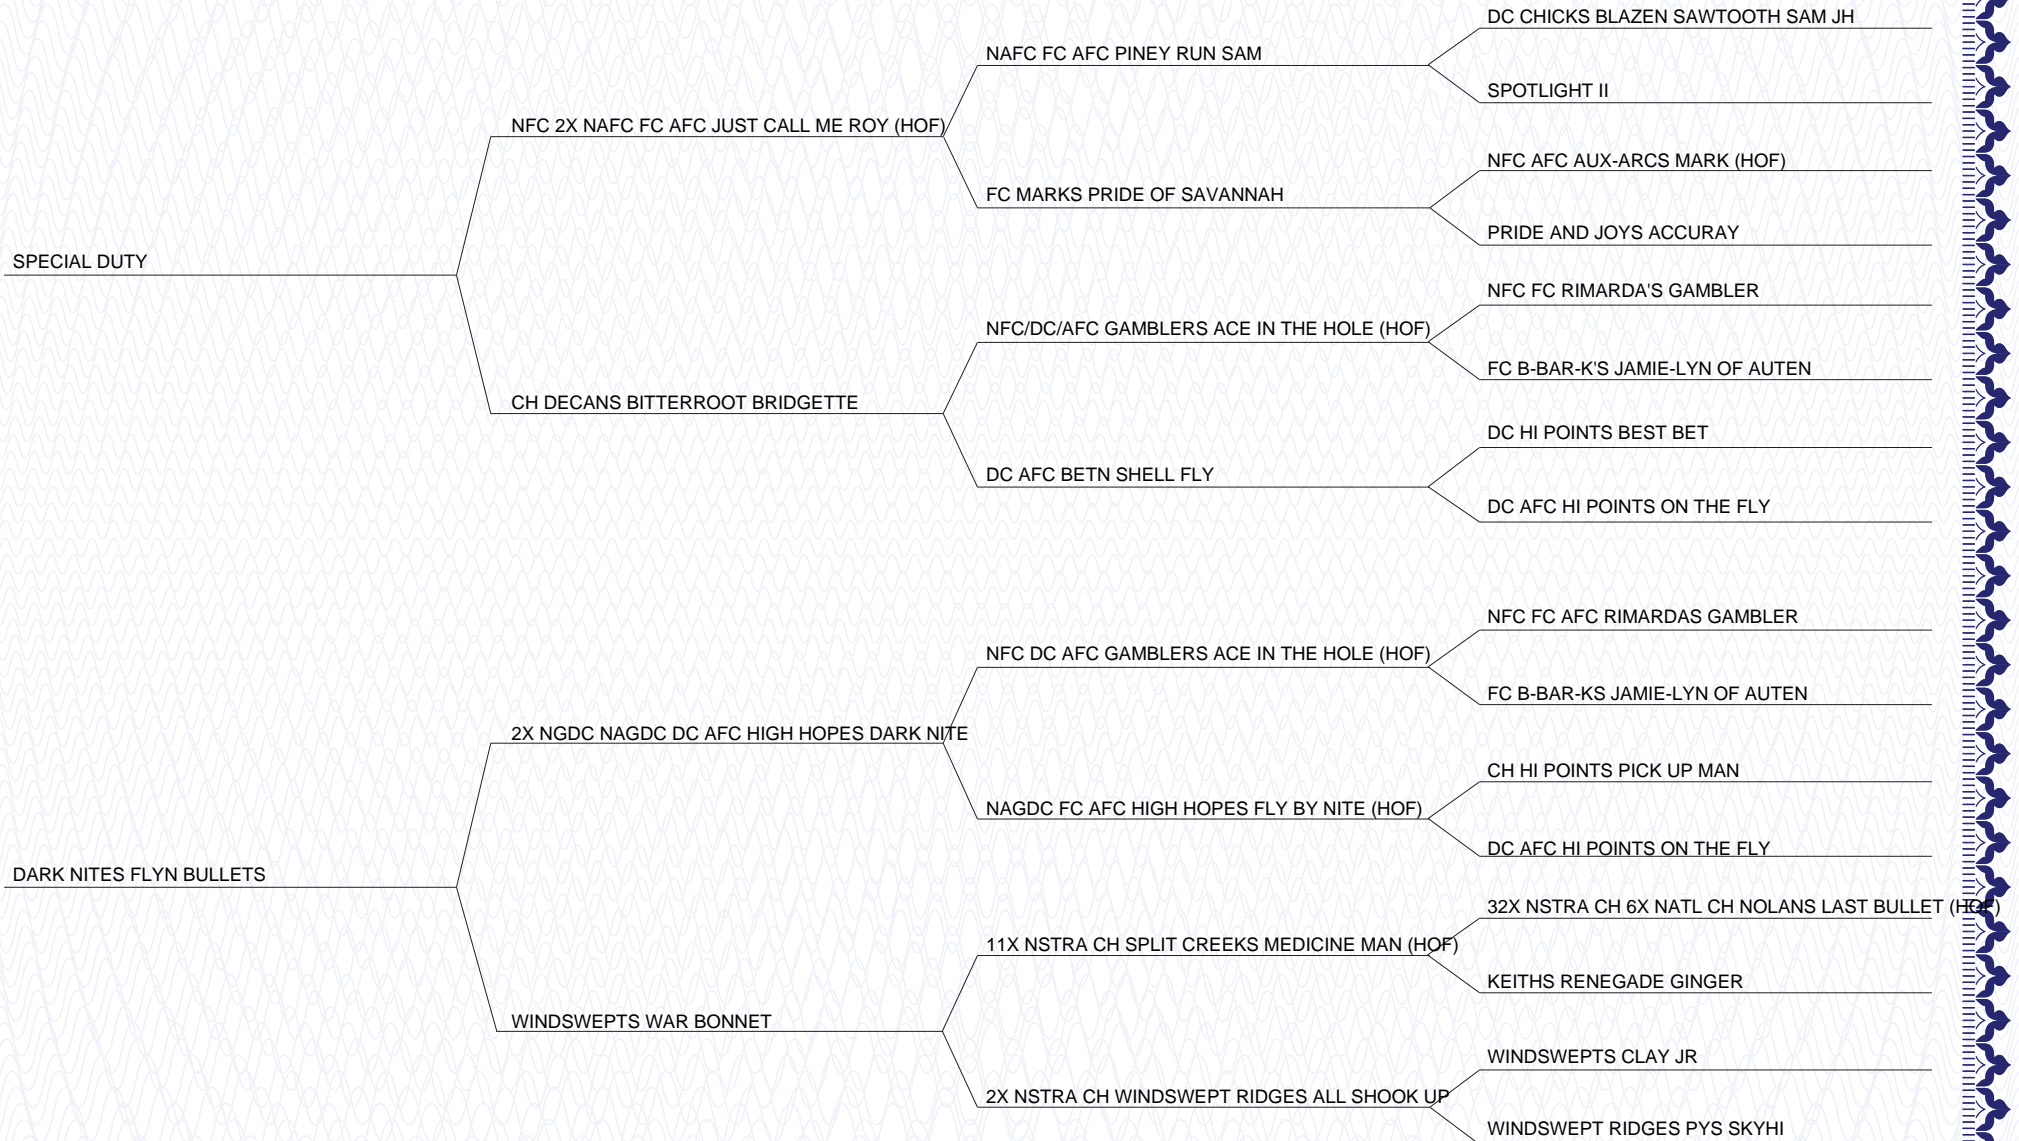 DC CHICKS BLAZEN SAWTOOTH SAM JH
NAFC FC AFC PINEY RUN SAM
SPOTLIGHT II
NFC 2X NAFC FC AFC JUST CALL ME ROY (HOF)
NFC AFC AUX-ARCS MARK (HOF)
FC MARKS PRIDE OF SAVANNAH
PRIDE AND JOYS ACCURAY
SPECIAL DUTY
NFC FC RIMARDA'S GAMBLER
NFC/DC/AFC GAMBLERS ACE IN THE HOLE (HOF)
FC B-BAR-K'S JAMIE-LYN OF AUTEN
CH DECANS BITTERROOT BRIDGETTE
DC HI POINTS BEST BET
DC AFC BETN SHELL FLY
DC AFC HI POINTS ON THE FLY
NFC FC AFC RIMARDAS GAMBLER
NFC DC AFC GAMBLERS ACE IN THE HOLE (HOF)
FC B-BAR-KS JAMIE-LYN OF AUTEN
2X NGDC NAGDC DC AFC HIGH HOPES DARK NITE
CH HI POINTS PICK UP MAN
NAGDC FC AFC HIGH HOPES FLY BY NITE (HOF)
DC AFC HI POINTS ON THE FLY
DARK NITES FLYN BULLETS
32X NSTRA CH 6X NATL CH NOLANS LAST BULLET (HOF)
11X NSTRA CH SPLIT CREEKS MEDICINE MAN (HOF)
KEITHS RENEGADE GINGER
WINDSWEPTS WAR BONNET
WINDSWEPTS CLAY JR
2X NSTRA CH WINDSWEPT RIDGES ALL SHOOK UP
WINDSWEPT RIDGES PYS SKYHI